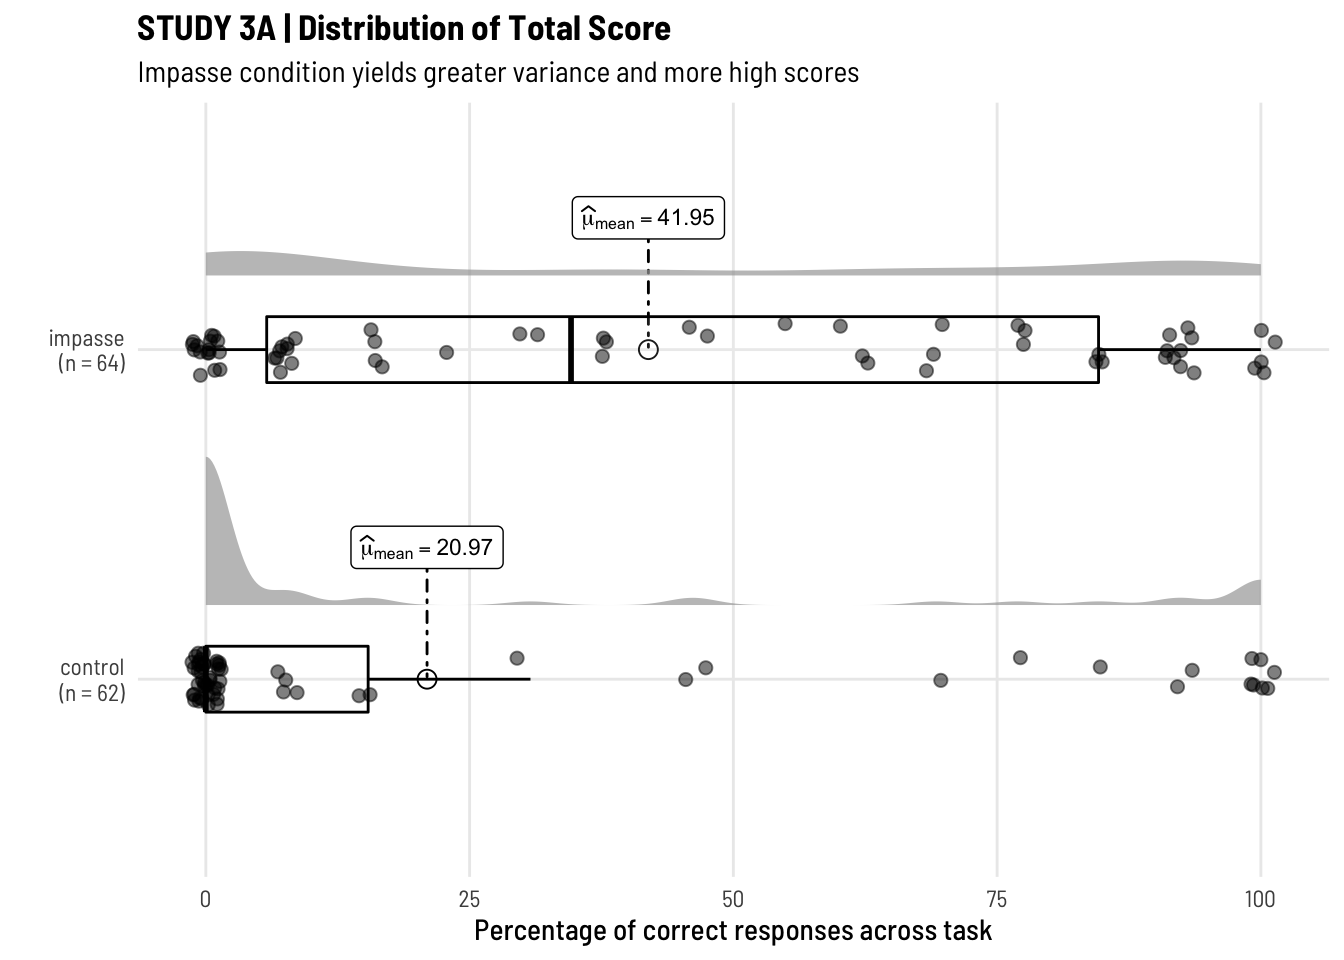 STUDY 3A | Distribution of Total Score
Impasse condition yields greater variance and more high scores
μ̂mean = 41.95
impasse
(n = 64)
μ̂mean = 20.97
control
(n = 62)
0 25 50 75 100
Percentage of correct responses across task